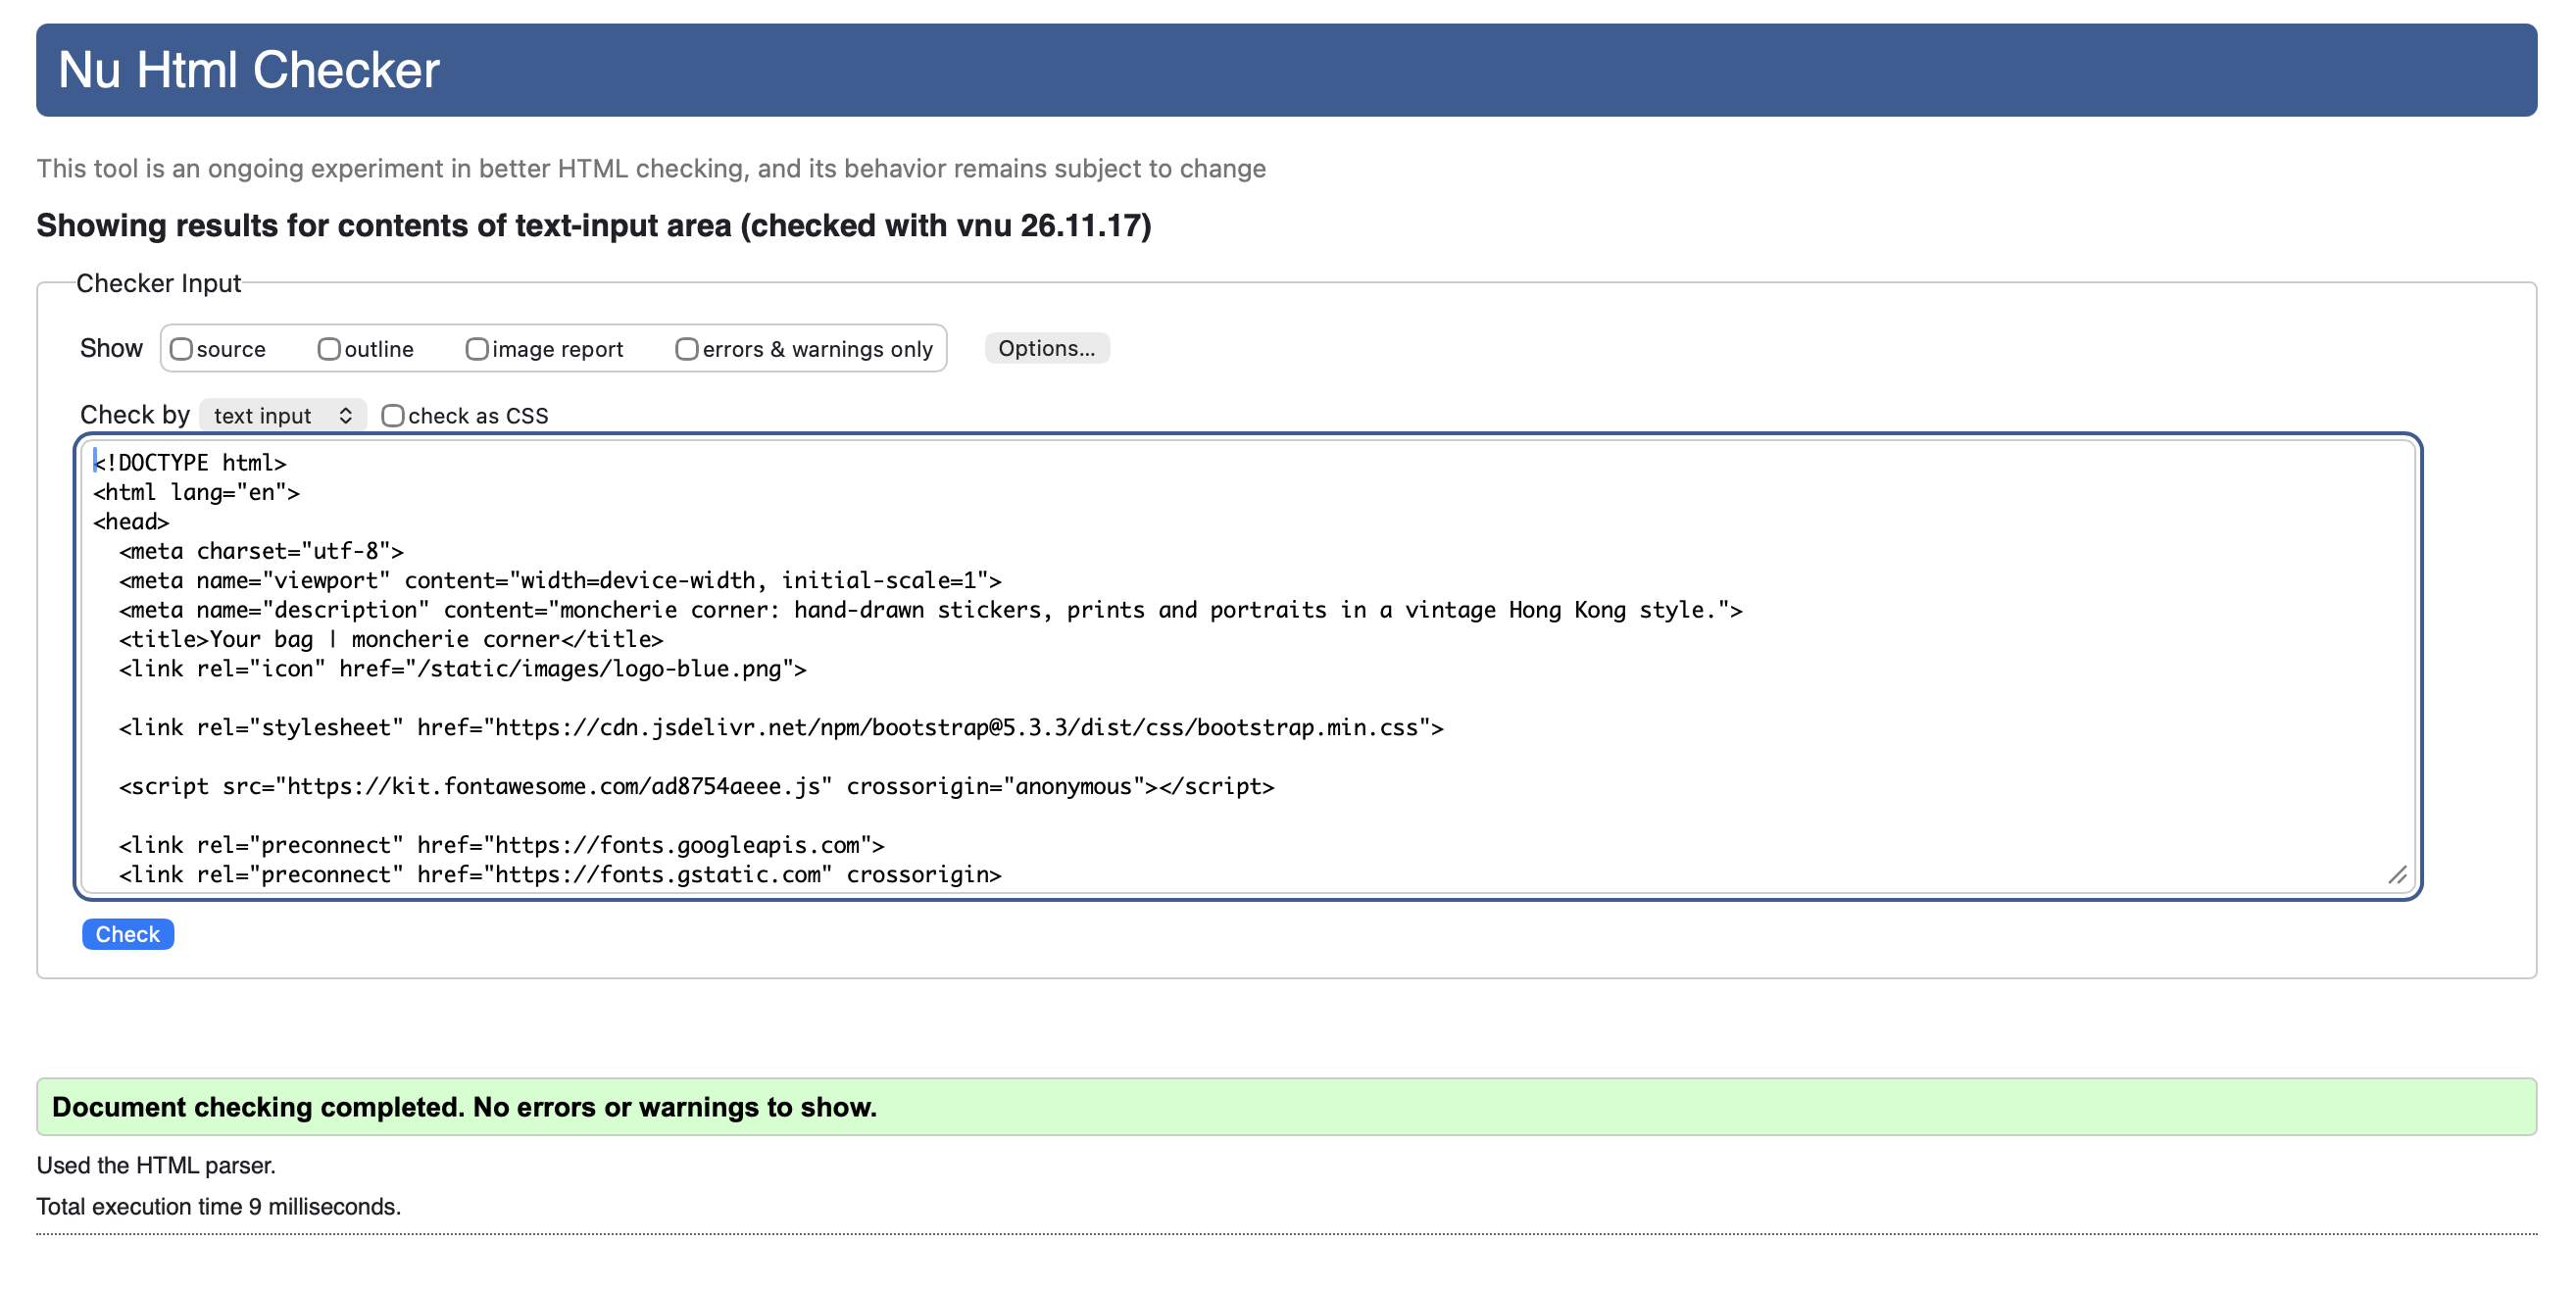 Nu Html Checker
This tool is an ongoing experiment in better HTML checking, and its behavior remains subject to change
Showing results for contents of text-input area (checked with vnu 26.11.17)
Checker Input
Show source outline image report errors & warnings only Options...
Check by text input check as CSS
<!DOCTYPE html>
<html lang="en">
<head>
  <meta charset="utf-8">
  <meta name="viewport" content="width=device-width, initial-scale=1">
  <meta name="description" content="moncherie corner: hand-drawn stickers, prints and portraits in a vintage Hong Kong style.">
  <title>Your bag | moncherie corner</title>
  <link rel="icon" href="/static/images/logo-blue.png">
  <link rel="stylesheet" href="https://cdn.jsdelivr.net/npm/bootstrap@5.3.3/dist/css/bootstrap.min.css">
  <script src="https://kit.fontawesome.com/ad8754aeee.js" crossorigin="anonymous"></script>
  <link rel="preconnect" href="https://fonts.googleapis.com">
  <link rel="preconnect" href="https://fonts.gstatic.com" crossorigin>
Check
Document checking completed. No errors or warnings to show.
Used the HTML parser.
Total execution time 9 milliseconds.